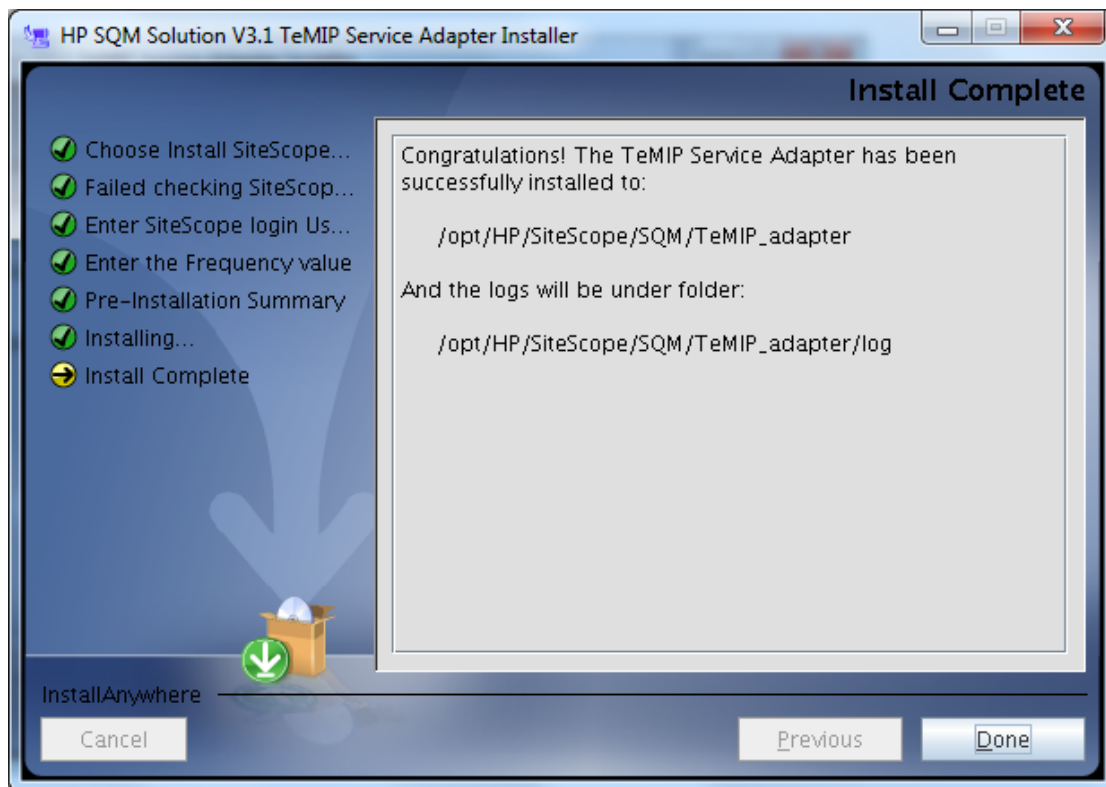 HP SQM Solution V3.1 TeMIP Service Adapter Installer
Install Complete
Choose Install SiteScope...
Failed checking SiteScop...
Enter SiteScope login Us...
Enter the Frequency value
Pre-Installation Summary
Installing...
Install Complete
Congratulations! The TeMIP Service Adapter has been
successfully installed to:
/opt/HP/SiteScope/SQM/TeMIP_adapter
And the logs will be under folder:
/opt/HP/SiteScope/SQM/TeMIP_adapter/log
InstallAnywhere
Cancel
Previous
Done